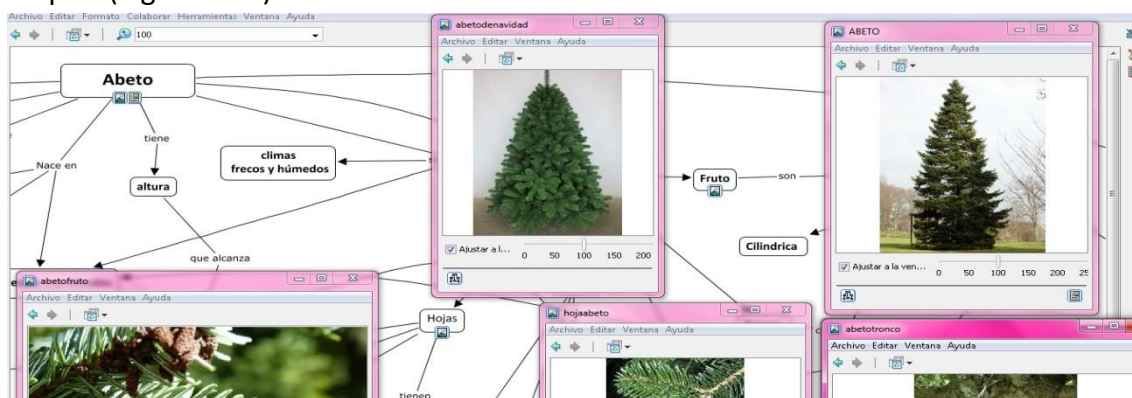 Archivo Editar Formato Colaborar Herramientas Ventana Ayuda
100
Abeto
Nace en
tiene
altura
que alcanza
climas
frecos y húmedos
Hojas
tienen
Fruto
son
Cilindrica
abetodenavidad
Archivo Editar Ventana Ayuda
Ajustar a l...
0 50 100 150 200
ABETO
Archivo Editar Ventana Ayuda
Ajustar a la ven...
0 50 100 150 200 25
abetofruto
Archivo Editar Ventana Ayuda
hojaabeto
Archivo Editar Ventana Ayuda
abetotronco
Archivo Editar Ventana Ayuda